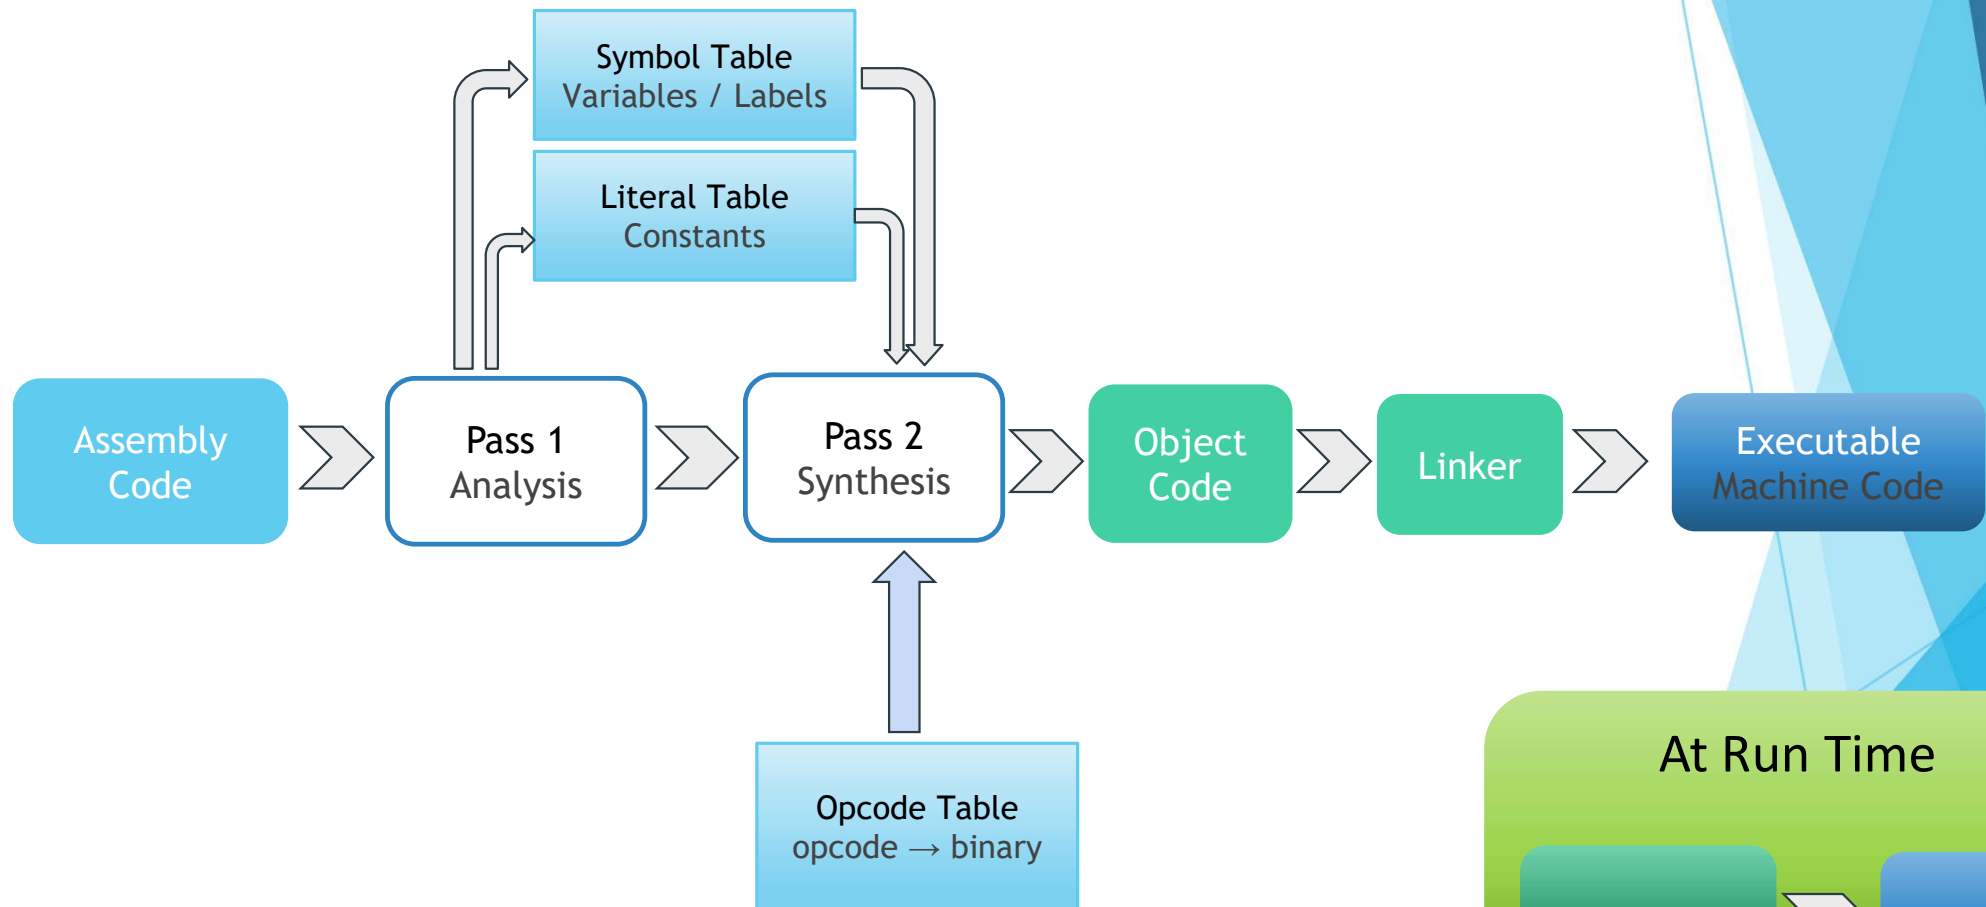 Symbol Table
Variables / Labels
Literal Table
Constants
Assembly
Code
Pass 1
Analysis
Pass 2
Synthesis
Object
Code
Linker
Executable
Machine Code
Opcode Table
opcode → binary
At Run Time